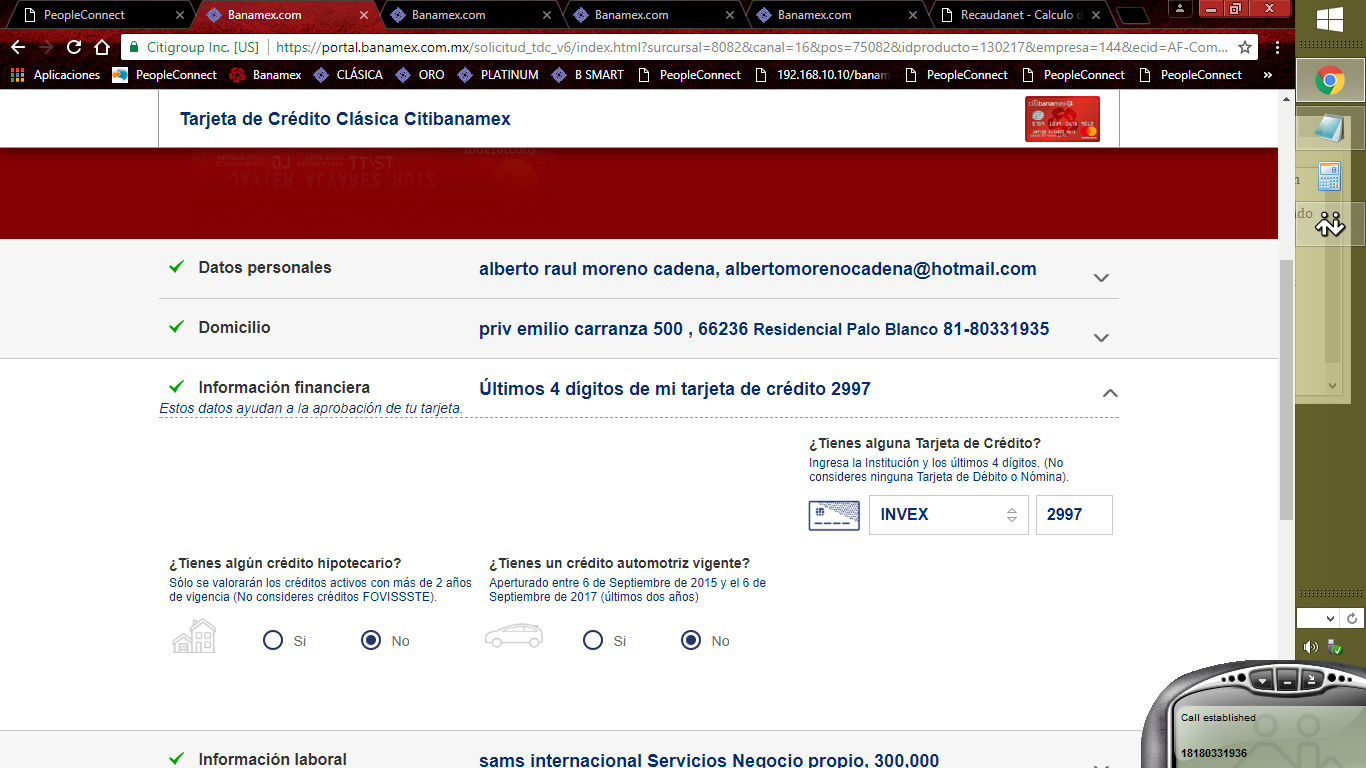 PeopleConnect
Banamex.com
Banamex.com
Banamex.com
Banamex.com
Recaudanet - Calculo
Citigroup Inc. [US]
https://portal.banamex.com.mx/solicitud_tdc_v6/index.html?surcursal=8082&canal=16&pos=75082&idproducto=130217&empresa=144&ecid=AF-Com...
Aplicaciones
PeopleConnect
Banamex
CLÁSICA
ORO
PLATINUM
B SMART
PeopleConnect
192.168.10.10/banam
PeopleConnect
PeopleConnect
PeopleConnect
»
Tarjeta de Crédito Clásica Citibanamex
Datos personales
alberto raul moreno cadena, albertomorenocadena@hotmail.com
Domicilio
priv emilio carranza 500 , 66236 Residencial Palo Blanco 81-80331935
Información financiera
Últimos 4 dígitos de mi tarjeta de crédito 2997
Estos datos ayudan a la aprobación de tu tarjeta.
¿Tienes alguna Tarjeta de Crédito?
Ingresa la Institución y los últimos 4 dígitos. (No
consideres ninguna Tarjeta de Débito o Nómina).
INVEX
2997
¿Tienes algún crédito hipotecario?
Sólo se valorarán los créditos activos con más de 2 años
de vigencia (No consideres créditos FOVISSSTE).
Si
No
¿Tienes un crédito automotriz vigente?
Aperturado entre 6 de Septiembre de 2015 y el 6 de
Septiembre de 2017 (últimos dos años)
Si
No
Información laboral
sams internacional Servicios Negocio propio, 300,000
Call established
18180331936